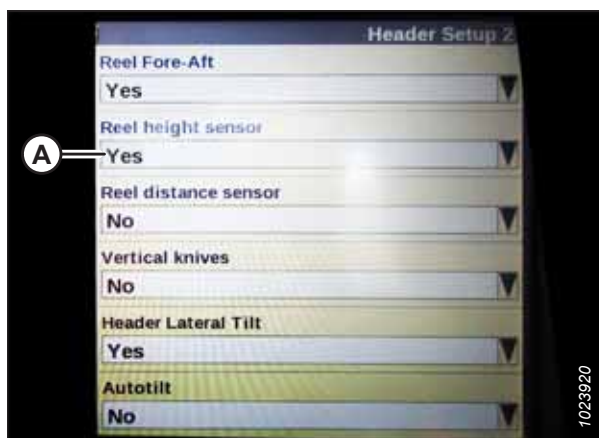 Header Setup 2
Reel Fore-Aft
Yes
Reel height sensor
A
Yes
Reel distance sensor
No
Vertical knives
No
Header Lateral Tilt
Yes
Autotilt
No
1023920